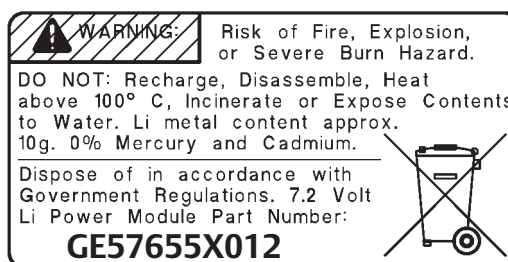 WARNING: Risk of Fire, Explosion,
or Severe Burn Hazard.
DO NOT: Recharge, Disassemble, Heat
above 100° C, Incinerate or Expose Contents
to Water. Li metal content approx.
10g. 0% Mercury and Cadmium.
Dispose of in accordance with
Government Regulations. 7.2 Volt
Li Power Module Part Number:
GE57655X012